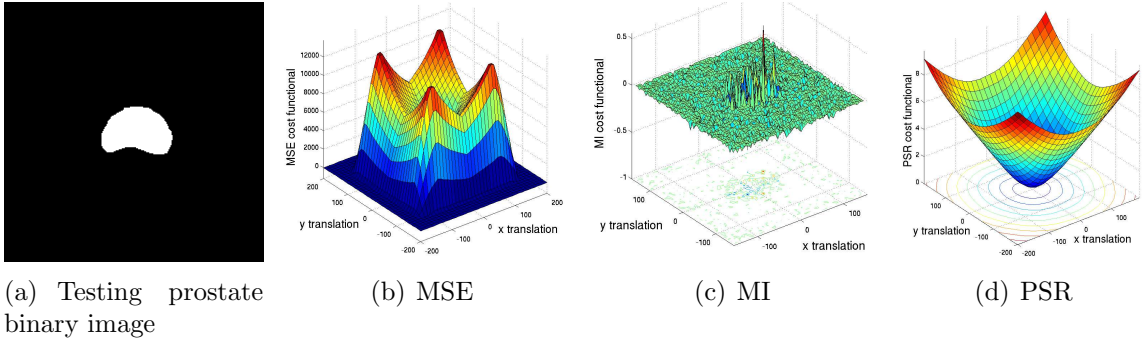 12000
10000
8000
6000
4000
2000
0
MSE cost functional
200
100
0
-100
-200
y translation
-200
-100
0
100
200
x translation
0.5
0
-0.5
-1
MI cost functional
100
0
-100
y translation
-100
0
100
x translation
8
6
4
2
0
PSR cost functional
100
0
-100
-200
y translation
-200
-100
0
100
x translation
(a) Testing prostate
binary image
(b) MSE
(c) MI
(d) PSR